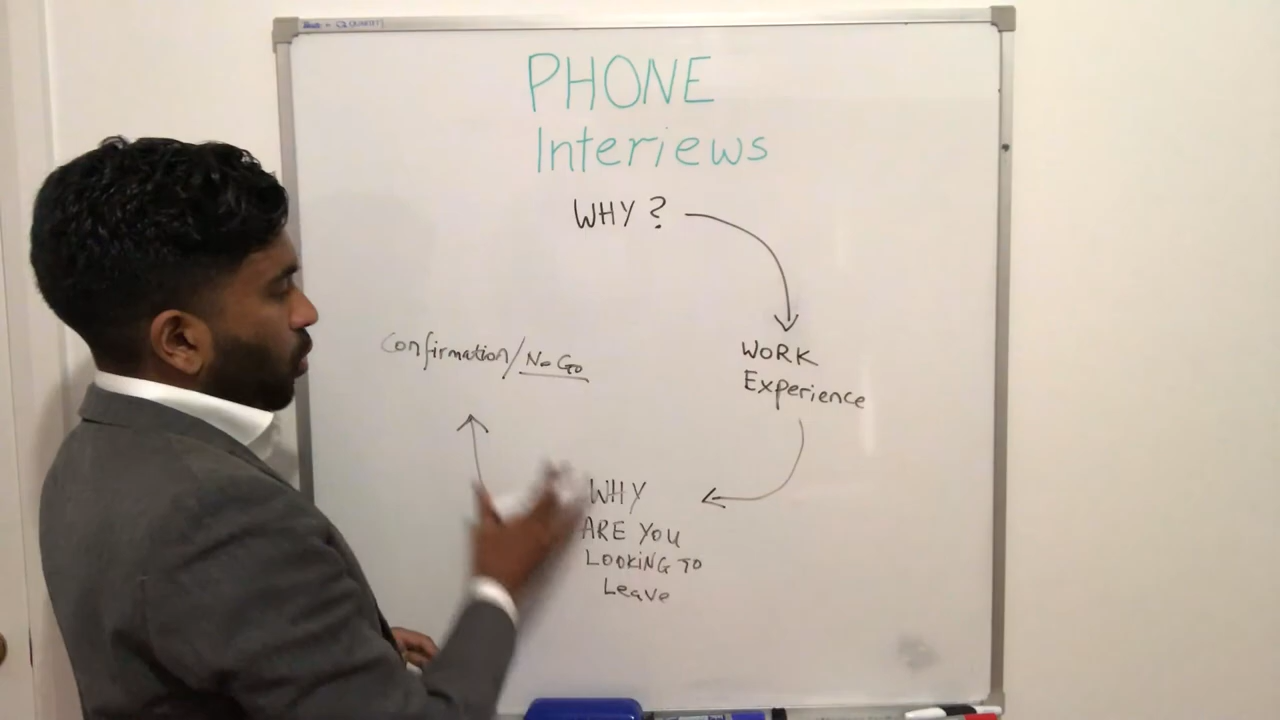 PHONE
Interiews
WHY?
WORK
Experience
WHY
ARE YOU
LOOKING TO
Leave
Confirmation/No Go